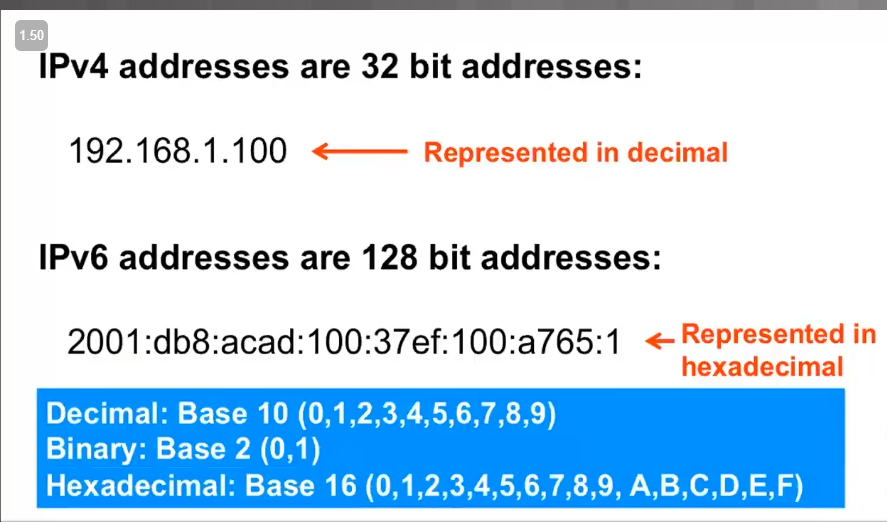 1.50
IPv4 addresses are 32 bit addresses:
192.168.1.100
Represented in decimal
IPv6 addresses are 128 bit addresses:
2001:db8:acad:100:37ef:100:a765:1
Represented in
hexadecimal
Decimal: Base 10 (0,1,2,3,4,5,6,7,8,9)
Binary: Base 2 (0,1)
Hexadecimal: Base 16 (0,1,2,3,4,5,6,7,8,9, A,B,C,D,E,F)